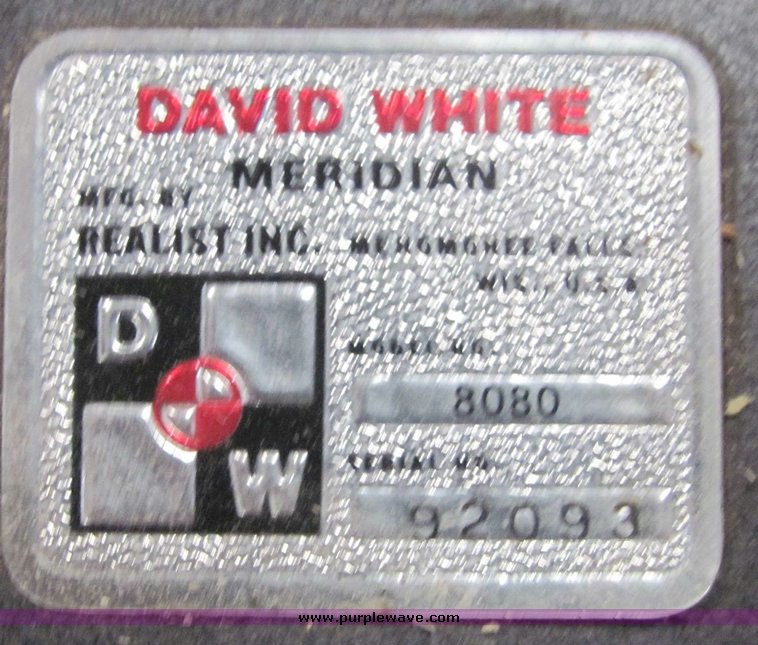 DAVID WHITE
MERIDIAN
MFG. BY
REALIST INC. MENOMONEE FALLS
WIS., U.S.A.
D
W
MODEL NO.
8080
SERIAL NO.
92093
www.purplewave.com